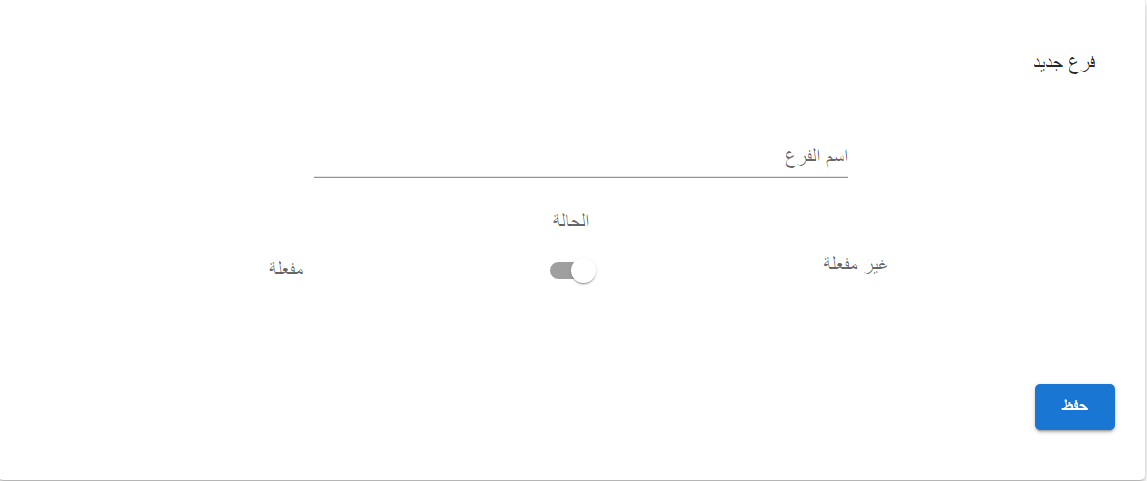 فرع جديد
اسم الفرع
الحالة
غير مفعلة
مفعلة
حفظ